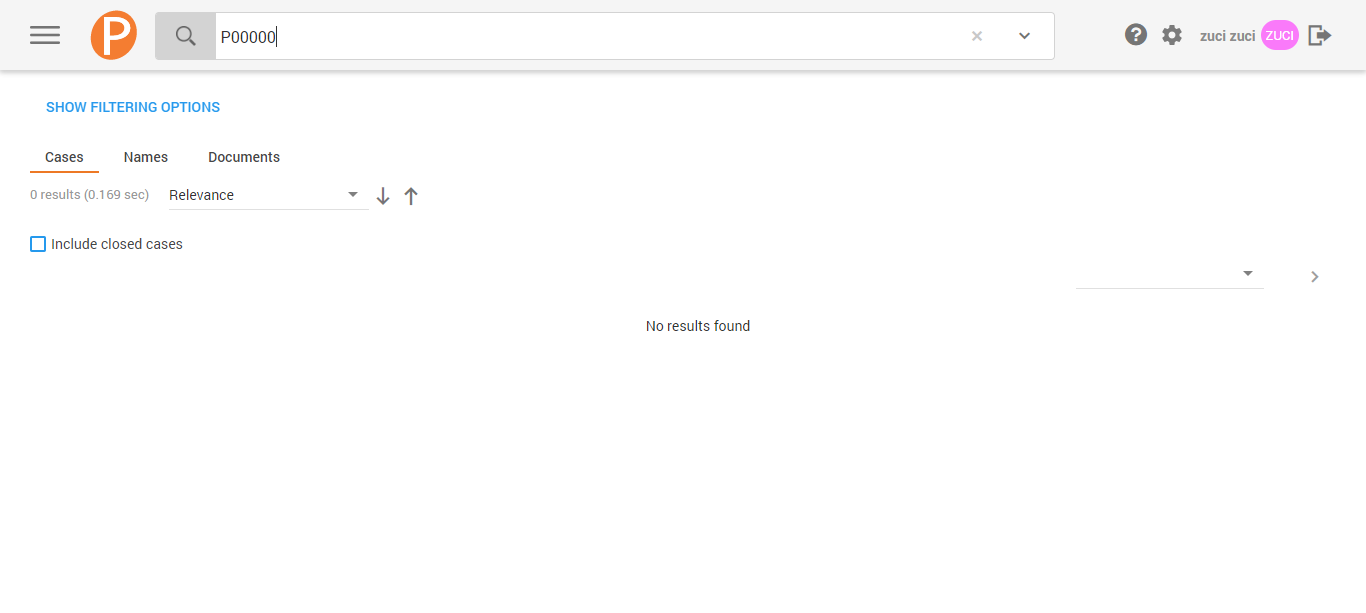 P P00000 zuci zuci ZUCI
SHOW FILTERING OPTIONS
Cases Names Documents
0 results (0.169 sec) Relevance
Include closed cases
No results found